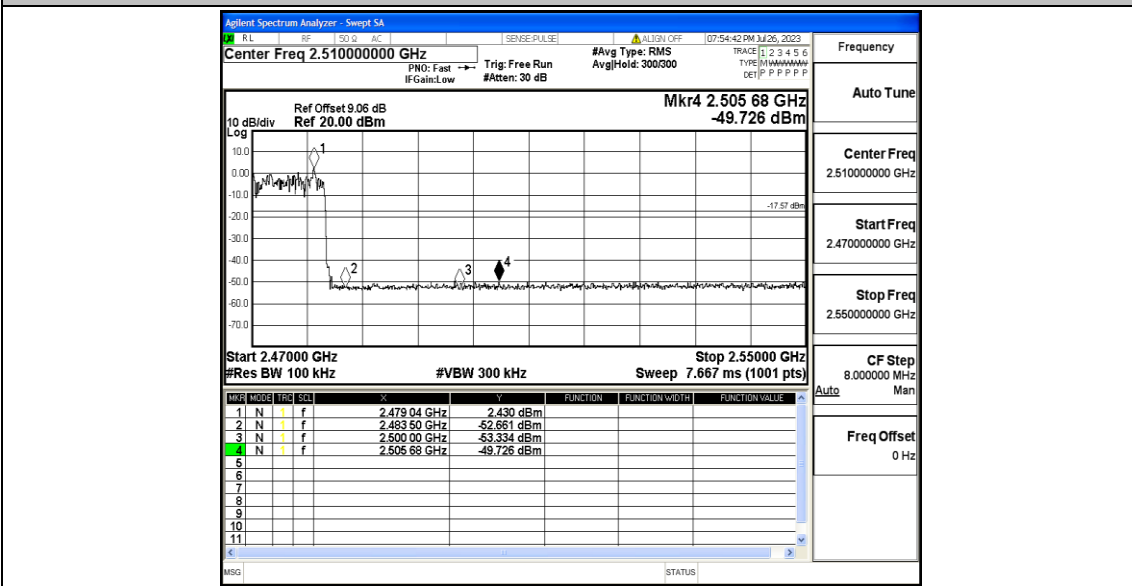 Agilent Spectrum Analyzer - Swept SA
RL RF 50 Ω AC SENSE:PULSE ALIGN OFF 07:54:42 PM Jul 26, 2023
Center Freq 2.510000000 GHz
PNO: Fast
IFGain:Low
Trig: Free Run
#Atten: 30 dB
#Avg Type: RMS
Avg|Hold: 300/300
TRACE 1 2 3 4 5 6
TYPE M W W W W W
DET P P P P P P
Frequency
Auto Tune
Center Freq
2.510000000 GHz
Start Freq
2.470000000 GHz
Stop Freq
2.550000000 GHz
CF Step
8.000000 MHz
Auto Man
Freq Offset
0 Hz
Mkr4 2.505 68 GHz
-49.726 dBm
Ref Offset 9.06 dB
10 dB/div Ref 20.00 dBm
Log
10.0
0.00
-10.0
-20.0
-30.0
-40.0
-50.0
-60.0
-70.0
1
-17.57 dBm
2
3
4
Start 2.47000 GHz Stop 2.55000 GHz
#Res BW 100 kHz #VBW 300 kHz Sweep 7.667 ms (1001 pts)
MKR MODE TRC SCL X Y FUNCTION FUNCTION WIDTH FUNCTION VALUE
1 N 1 f 2.479 04 GHz 2.430 dBm
2 N 1 f 2.483 50 GHz -52.661 dBm
3 N 1 f 2.500 00 GHz -53.334 dBm
4 N 1 f 2.505 68 GHz -49.726 dBm
5
6
7
8
9
10
11
MSG STATUS